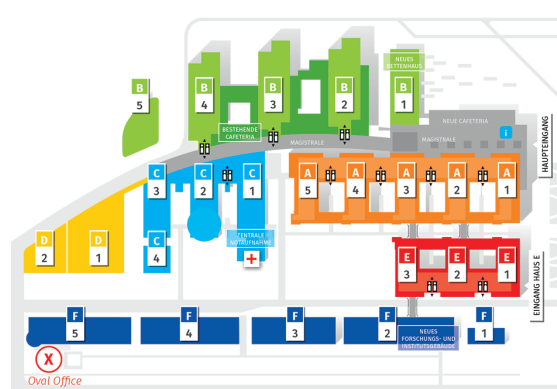 NEUES
BETTENHAUS
B
5
B
4
B
3
B
2
B
1
BESTEHENDE
CAFETERIA
NEUE CAFETERIA
MAGISTRALE
MAGISTRALE
i
HAUPTEINGANG
C
3
C
2
C
1
A
5
A
4
A
3
A
2
A
1
D
2
D
1
C
4
ZENTRALE
NOTAUFNAHME
E
3
E
2
E
1
EINGANG HAUS E
F
5
F
4
F
3
F
2
F
1
NEUES
FORSCHUNGS- UND
INSTITUTSGEBÄUDE
X
Oval Office